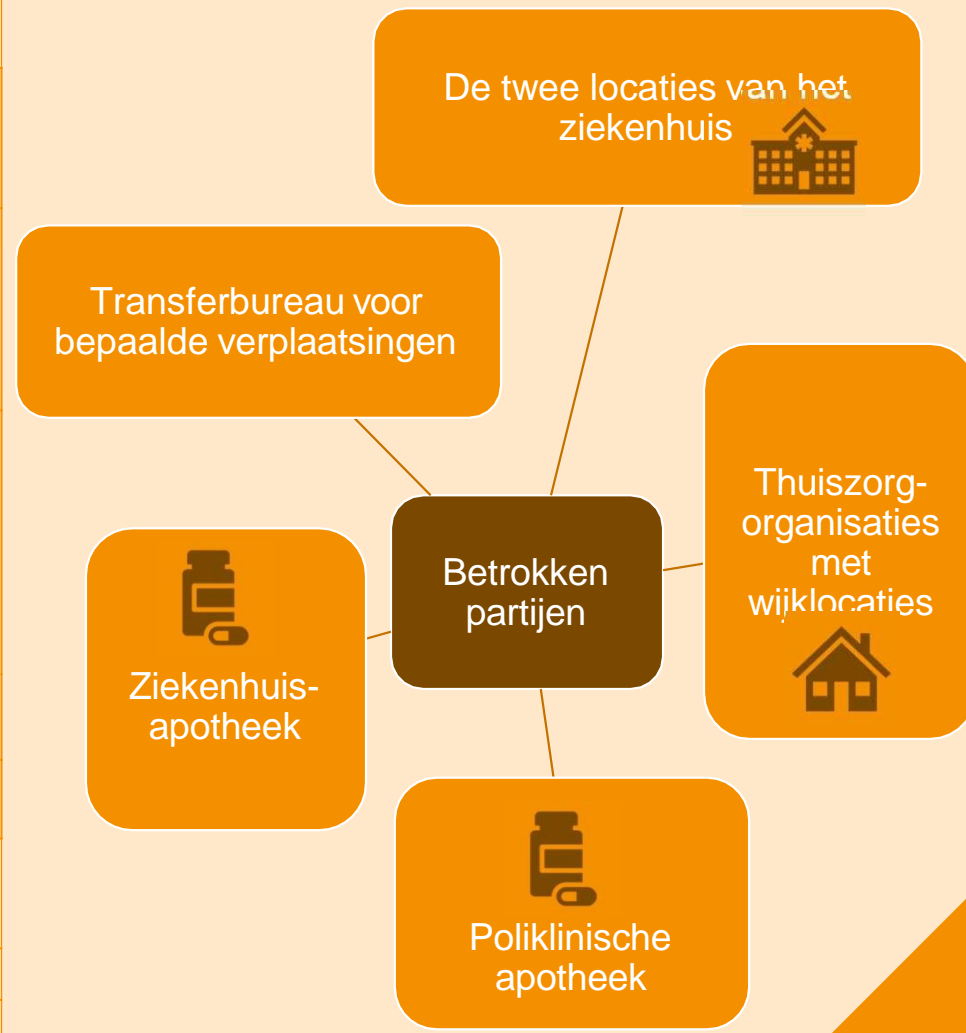 De twee locaties van het
ziekenhuis
Transferbureau voor
bepaalde verplaatsingen
Thuiszorg-
organisaties
met
wijklocaties
Betrokken
partijen
Ziekenhuis-
apotheek
Poliklinische
apotheek